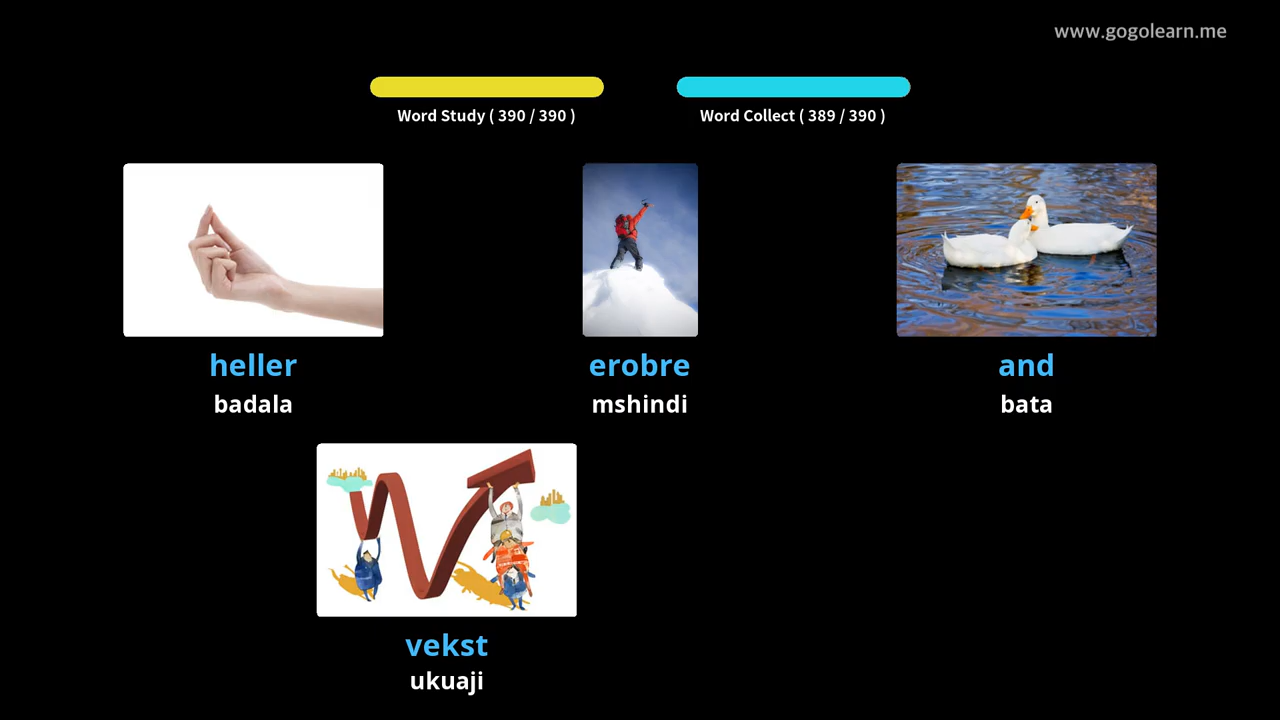 www.gogolearn.me
Word Study ( 390 / 390 )
Word Collect ( 389 / 390 )
heller
badala
erobre
mshindi
and
bata
vekst
ukuaji